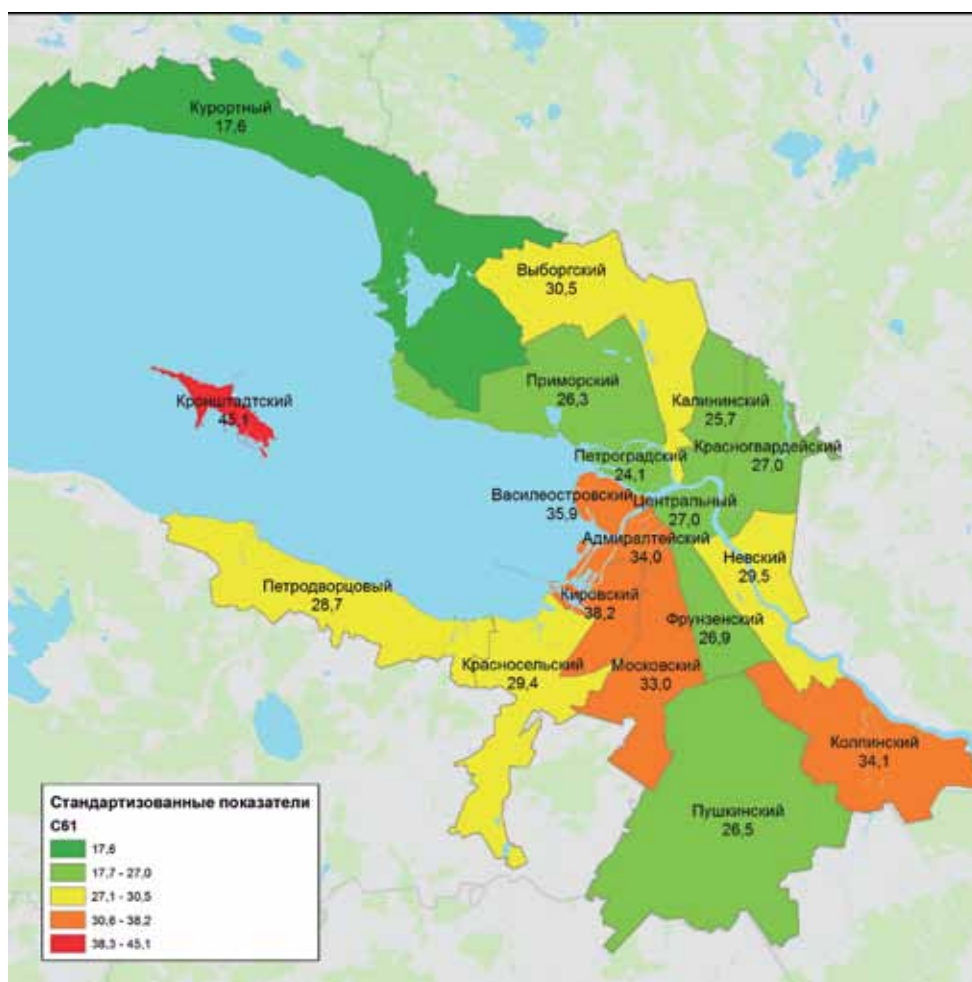 Курортный
17,6
Выборгский
30,5
Приморский
26,3
Калининский
25,7
Кронштадтский
45,1
Красногвардейский
27,0
Петроградский
24,1
Василеостровский
35,9
Центральный
27,0
Адмиралтейский
34,0
Невский
29,5
Петродворцовый
28,7
Кировский
38,2
Фрунзенский
26,9
Красносельский
29,4
Московский
33,0
Колпинский
34,1
Пушкинский
26,5
Стандартизованные показатели
C61
17,6
17,7 - 27,0
27,1 - 30,5
30,6 - 38,2
38,3 - 45,1